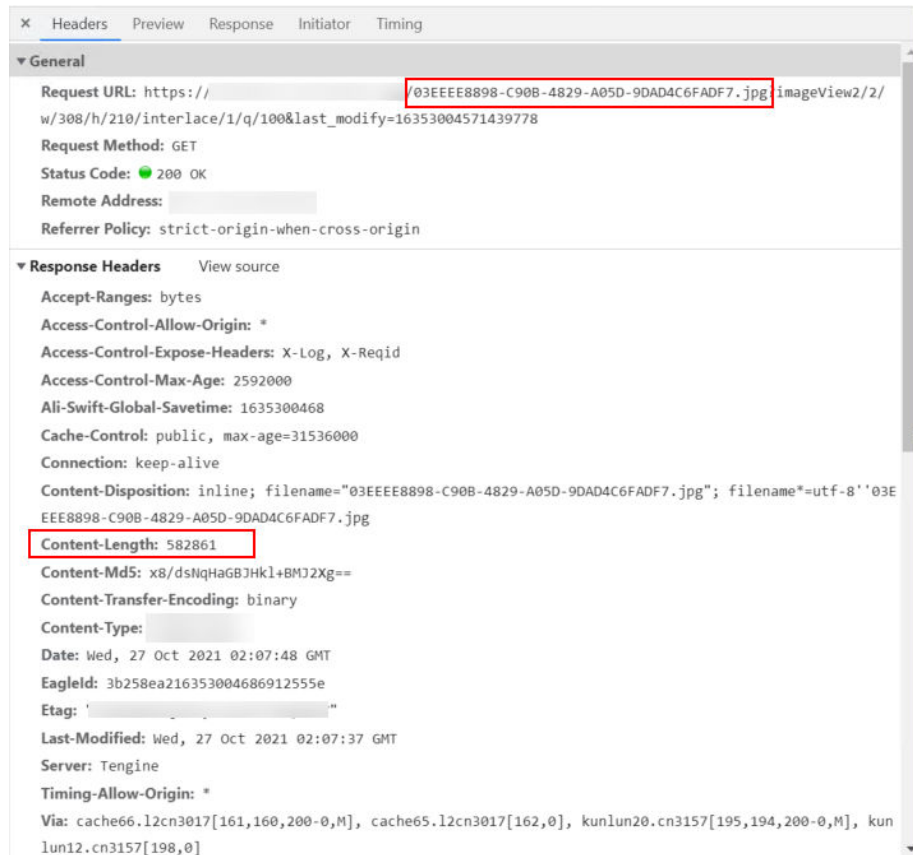 × Headers Preview Response Initiator Timing
▼ General
Request URL: https:// /03EEEE8898-C90B-4829-A05D-9DAD4C6FADF7.jpg imageView2/2/
w/308/h/210/interlace/1/q/100&last_modify=16353004571439778
Request Method: GET
Status Code: 200 OK
Remote Address:
Referrer Policy: strict-origin-when-cross-origin
▼ Response Headers View source
Accept-Ranges: bytes
Access-Control-Allow-Origin: *
Access-Control-Expose-Headers: X-Log, X-Reqid
Access-Control-Max-Age: 2592000
Ali-Swift-Global-Savetime: 1635300468
Cache-Control: public, max-age=31536000
Connection: keep-alive
Content-Disposition: inline; filename="03EEEE8898-C90B-4829-A05D-9DAD4C6FADF7.jpg"; filename*=utf-8''03E
EEE8898-C90B-4829-A05D-9DAD4C6FADF7.jpg
Content-Length: 582861
Content-Md5: x8/dsNqHaGBJHkl+BMJ2Xg==
Content-Transfer-Encoding: binary
Content-Type:
Date: Wed, 27 Oct 2021 02:07:48 GMT
EagleId: 3b258ea216353004686912555e
Etag: " "
Last-Modified: Wed, 27 Oct 2021 02:07:37 GMT
Server: Tengine
Timing-Allow-Origin: *
Via: cache66.l2cn3017[161,160,200-0,M], cache65.l2cn3017[162,0], kunlun20.cn3157[195,194,200-0,M], kun
lun12.cn3157[198,0]